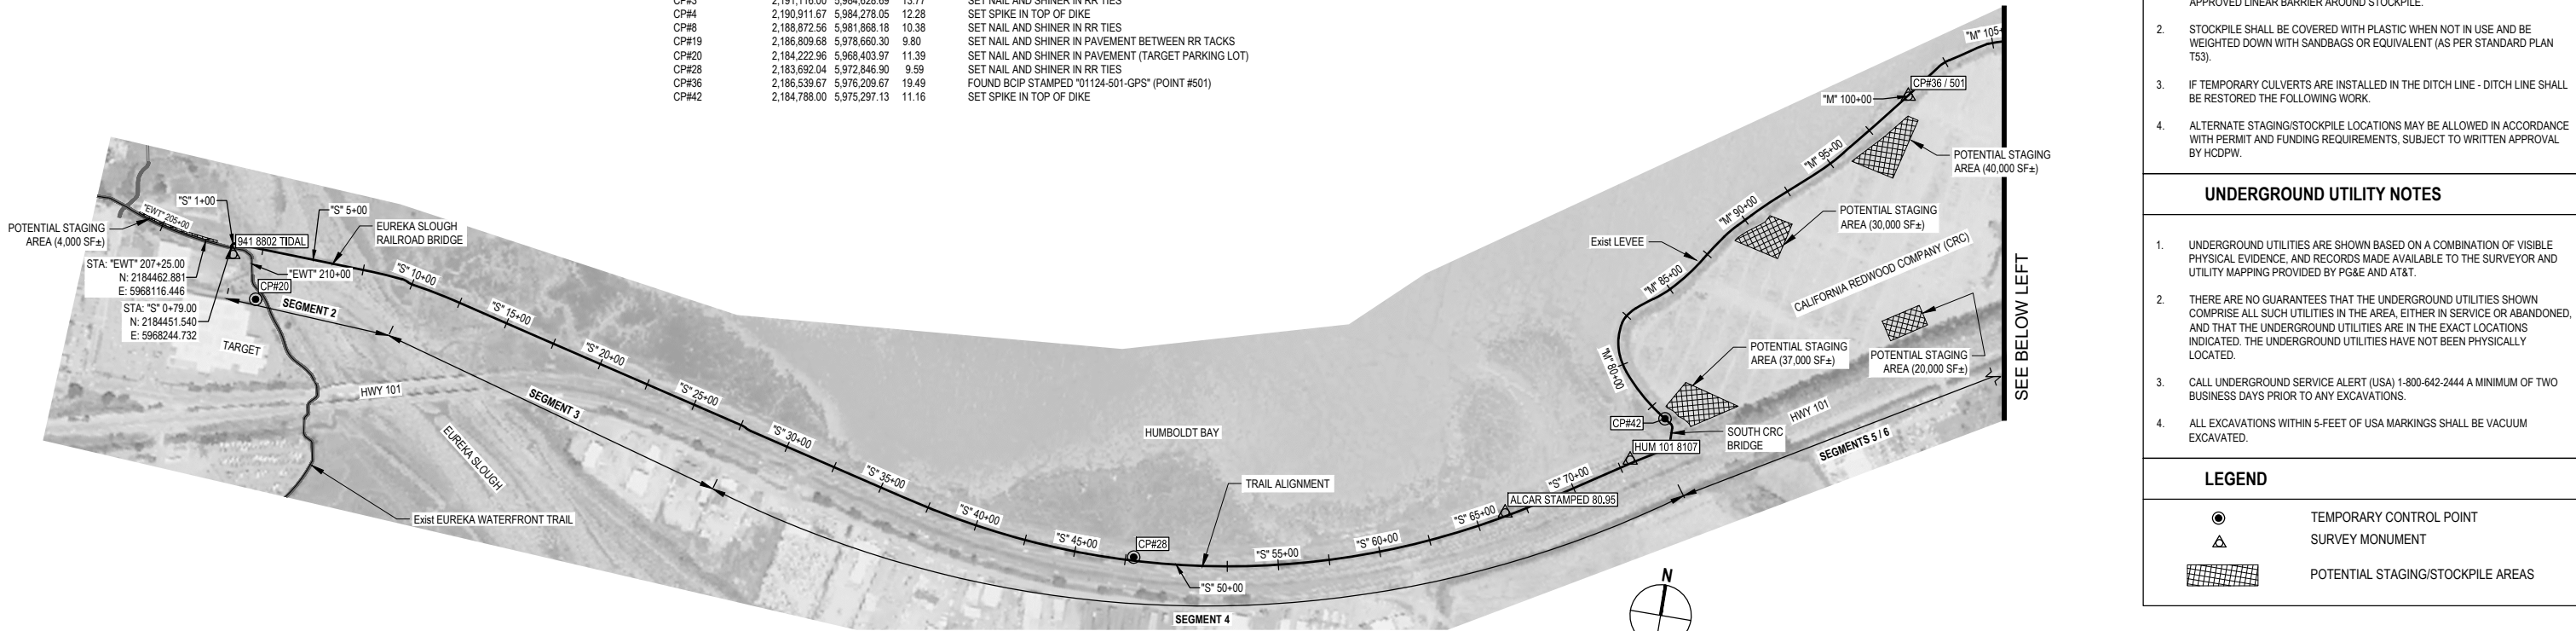 CP#3 2,191,116.00 5,984,628.69 13.77 SET NAIL AND SHINER IN RR TIES
CP#4 2,190,911.67 5,984,278.05 12.28 SET SPIKE IN TOP OF DIKE
CP#8 2,188,872.56 5,981,868.18 10.38 SET NAIL AND SHINER IN RR TIES
CP#19 2,186,809.68 5,978,660.30 9.80 SET NAIL AND SHINER IN PAVEMENT BETWEEN RR TACKS
CP#20 2,184,222.96 5,968,403.97 11.39 SET NAIL AND SHINER IN PAVEMENT (TARGET PARKING LOT)
CP#28 2,183,692.04 5,972,846.90 9.59 SET NAIL AND SHINER IN RR TIES
CP#36 2,186,539.67 5,976,209.67 19.49 FOUND BCIP STAMPED "01124-501-GPS" (POINT #501)
CP#42 2,184,788.00 5,975,297.13 11.16 SET SPIKE IN TOP OF DIKE
POTENTIAL STAGING
AREA (4,000 SF±)
"EWT" 205+00
"S" 1+00
941 8802 TIDAL
"S" 5+00
EUREKA SLOUGH
RAILROAD BRIDGE
STA: "EWT" 207+25.00
N: 2184462.881
E: 5968116.446
"EWT" 210+00
CP#20
STA: "S" 0+79.00
N: 2184451.540
E: 5968244.732
SEGMENT 2
TARGET
"S" 10+00
"S" 15+00
"S" 20+00
"S" 25+00
"S" 30+00
"S" 35+00
"S" 40+00
"S" 45+00
CP#28
"S" 50+00
"S" 55+00
"S" 60+00
"S" 65+00
"S" 70+00
HWY 101
SEGMENT 3
EUREKA SLOUGH
Exist EUREKA WATERFRONT TRAIL
HUMBOLDT BAY
TRAIL ALIGNMENT
SEGMENT 4
ALCAR STAMPED 80.95
HUM 101 8107
CP#42
SOUTH CRC
BRIDGE
HWY 101
SEGMENTS 5 / 6
"M" 80+00
"M" 85+00
"M" 90+00
"M" 95+00
"M" 100+00
"M" 105+
CP#36 / 501
Exist LEVEE
POTENTIAL STAGING
AREA (40,000 SF±)
POTENTIAL STAGING
AREA (30,000 SF±)
CALIFORNIA REDWOOD COMPANY (CRC)
POTENTIAL STAGING
AREA (37,000 SF±)
POTENTIAL STAGING
AREA (20,000 SF±)
SEE BELOW LEFT
N
APPROVED LINEAR BARRIER AROUND STOCKPILE.
2. STOCKPILE SHALL BE COVERED WITH PLASTIC WHEN NOT IN USE AND BE
WEIGHTED DOWN WITH SANDBAGS OR EQUIVALENT (AS PER STANDARD PLAN
T53).
3. IF TEMPORARY CULVERTS ARE INSTALLED IN THE DITCH LINE - DITCH LINE SHALL
BE RESTORED THE FOLLOWING WORK.
4. ALTERNATE STAGING/STOCKPILE LOCATIONS MAY BE ALLOWED IN ACCORDANCE
WITH PERMIT AND FUNDING REQUIREMENTS, SUBJECT TO WRITTEN APPROVAL
BY HCDPW.
UNDERGROUND UTILITY NOTES
1. UNDERGROUND UTILITIES ARE SHOWN BASED ON A COMBINATION OF VISIBLE
PHYSICAL EVIDENCE, AND RECORDS MADE AVAILABLE TO THE SURVEYOR AND
UTILITY MAPPING PROVIDED BY PG&E AND AT&T.
2. THERE ARE NO GUARANTEES THAT THE UNDERGROUND UTILITIES SHOWN
COMPRISE ALL SUCH UTILITIES IN THE AREA, EITHER IN SERVICE OR ABANDONED,
AND THAT THE UNDERGROUND UTILITIES ARE IN THE EXACT LOCATIONS
INDICATED. THE UNDERGROUND UTILITIES HAVE NOT BEEN PHYSICALLY
LOCATED.
3. CALL UNDERGROUND SERVICE ALERT (USA) 1-800-642-2444 A MINIMUM OF TWO
BUSINESS DAYS PRIOR TO ANY EXCAVATIONS.
4. ALL EXCAVATIONS WITHIN 5-FEET OF USA MARKINGS SHALL BE VACUUM
EXCAVATED.
LEGEND
TEMPORARY CONTROL POINT
SURVEY MONUMENT
POTENTIAL STAGING/STOCKPILE AREAS